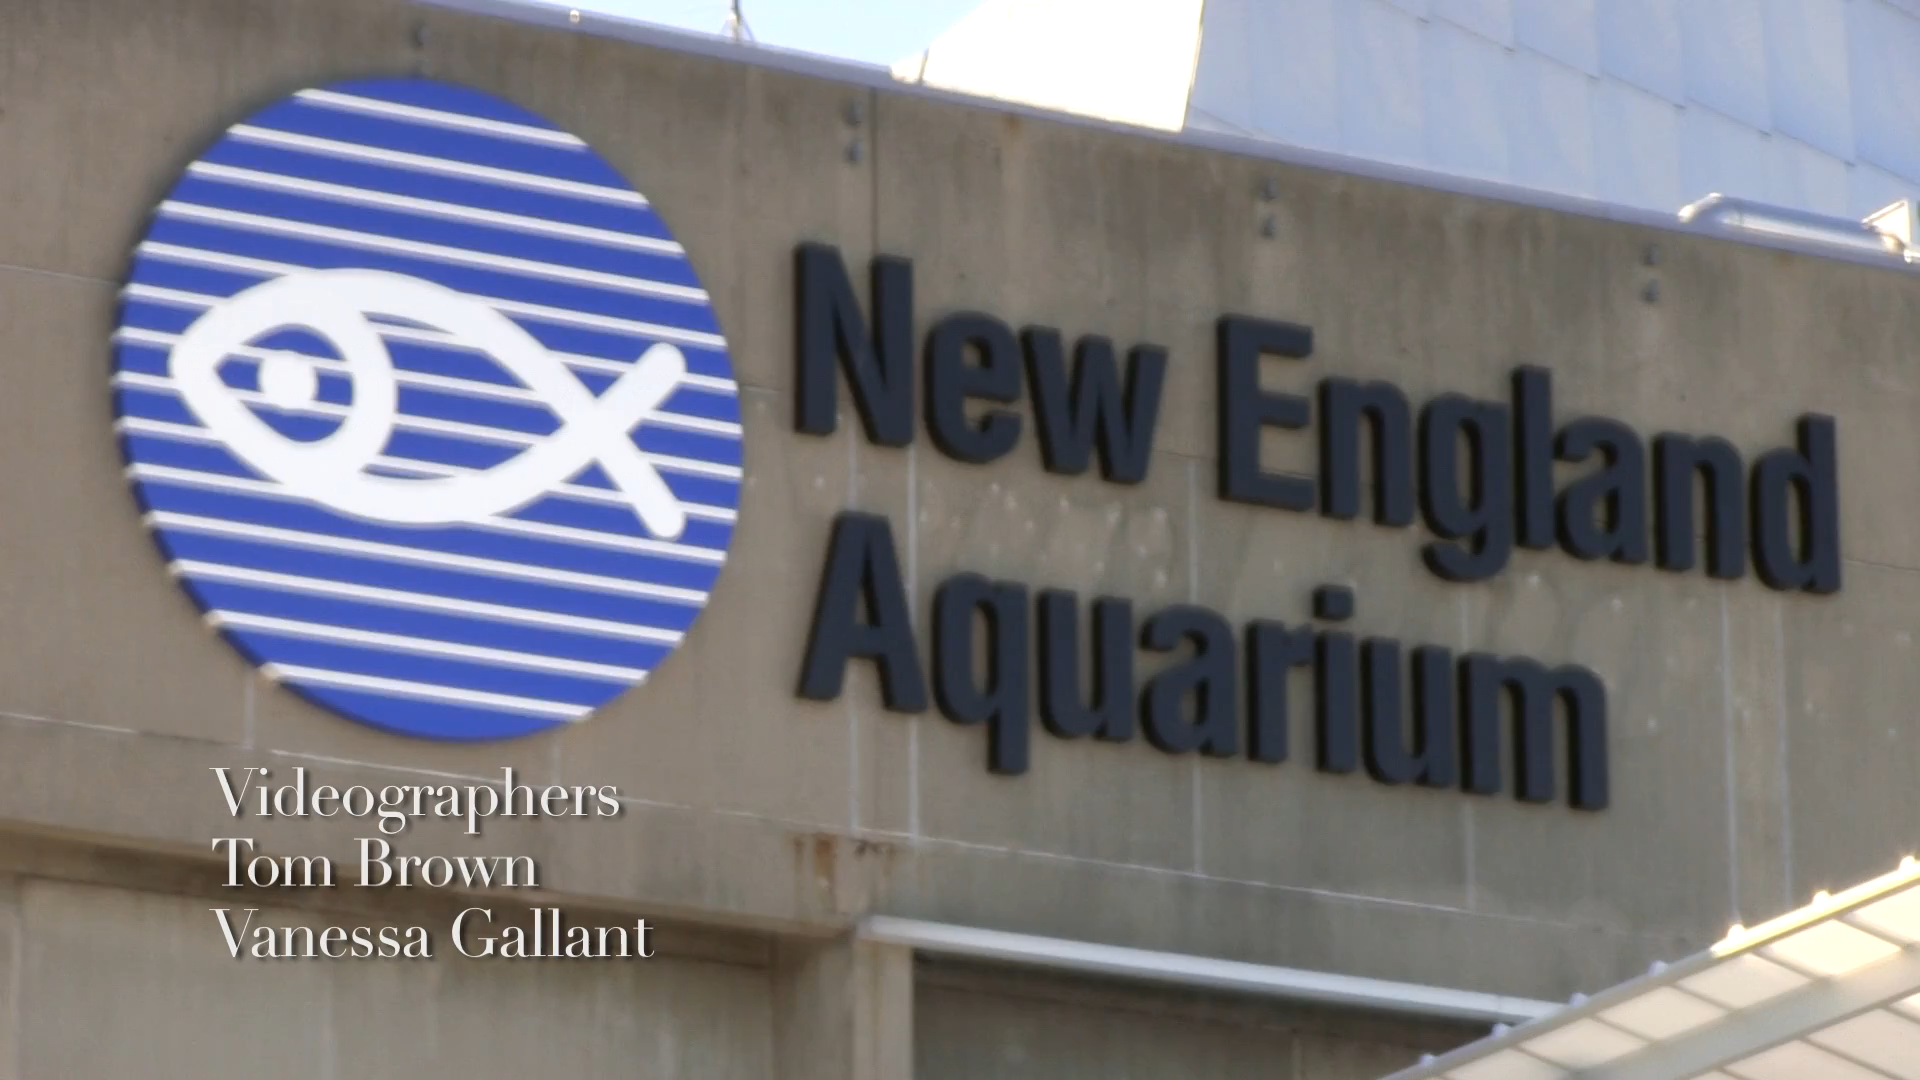 New England
Aquarium
Videographers
Tom Brown
Vanessa Gallant